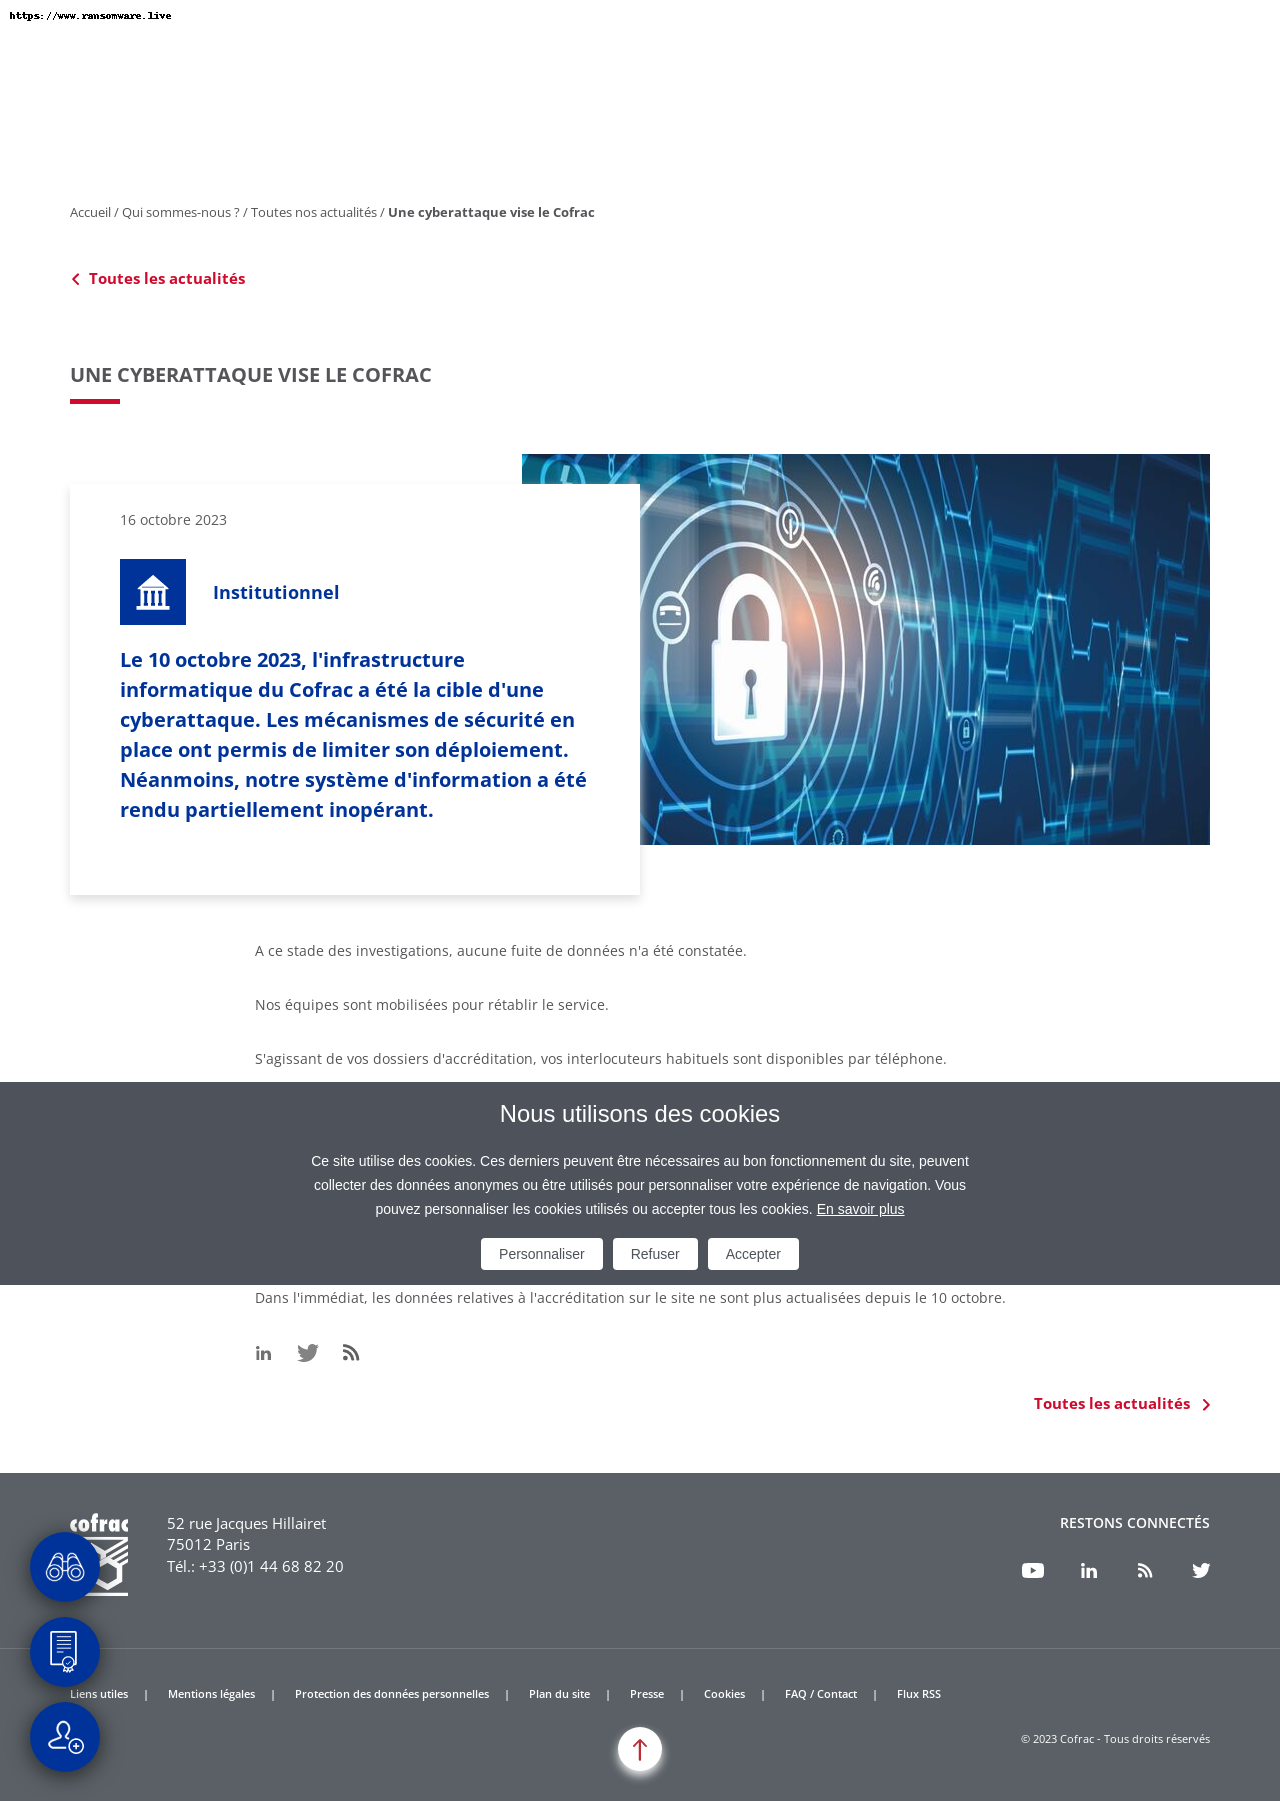 https://www.ransomware.live
Accueil / Qui sommes-nous ? / Toutes nos actualités / Une cyberattaque vise le Cofrac
Toutes les actualités
UNE CYBERATTAQUE VISE LE COFRAC
16 octobre 2023
Institutionnel
Le 10 octobre 2023, l'infrastructure
informatique du Cofrac a été la cible d'une
cyberattaque. Les mécanismes de sécurité en
place ont permis de limiter son déploiement.
Néanmoins, notre système d'information a été
rendu partiellement inopérant.
A ce stade des investigations, aucune fuite de données n'a été constatée.
Nos équipes sont mobilisées pour rétablir le service.
S'agissant de vos dossiers d'accréditation, vos interlocuteurs habituels sont disponibles par téléphone.
Nous utilisons des cookies
Ce site utilise des cookies. Ces derniers peuvent être nécessaires au bon fonctionnement du site, peuvent
collecter des données anonymes ou être utilisés pour personnaliser votre expérience de navigation. Vous
pouvez personnaliser les cookies utilisés ou accepter tous les cookies. En savoir plus
Personnaliser Refuser Accepter
Dans l'immédiat, les données relatives à l'accréditation sur le site ne sont plus actualisées depuis le 10 octobre.
Toutes les actualités
cofrac
52 rue Jacques Hillairet
75012 Paris
Tél.: +33 (0)1 44 68 82 20
RESTONS CONNECTÉS
Liens utiles | Mentions légales | Protection des données personnelles | Plan du site | Presse | Cookies | FAQ / Contact | Flux RSS
© 2023 Cofrac - Tous droits réservés